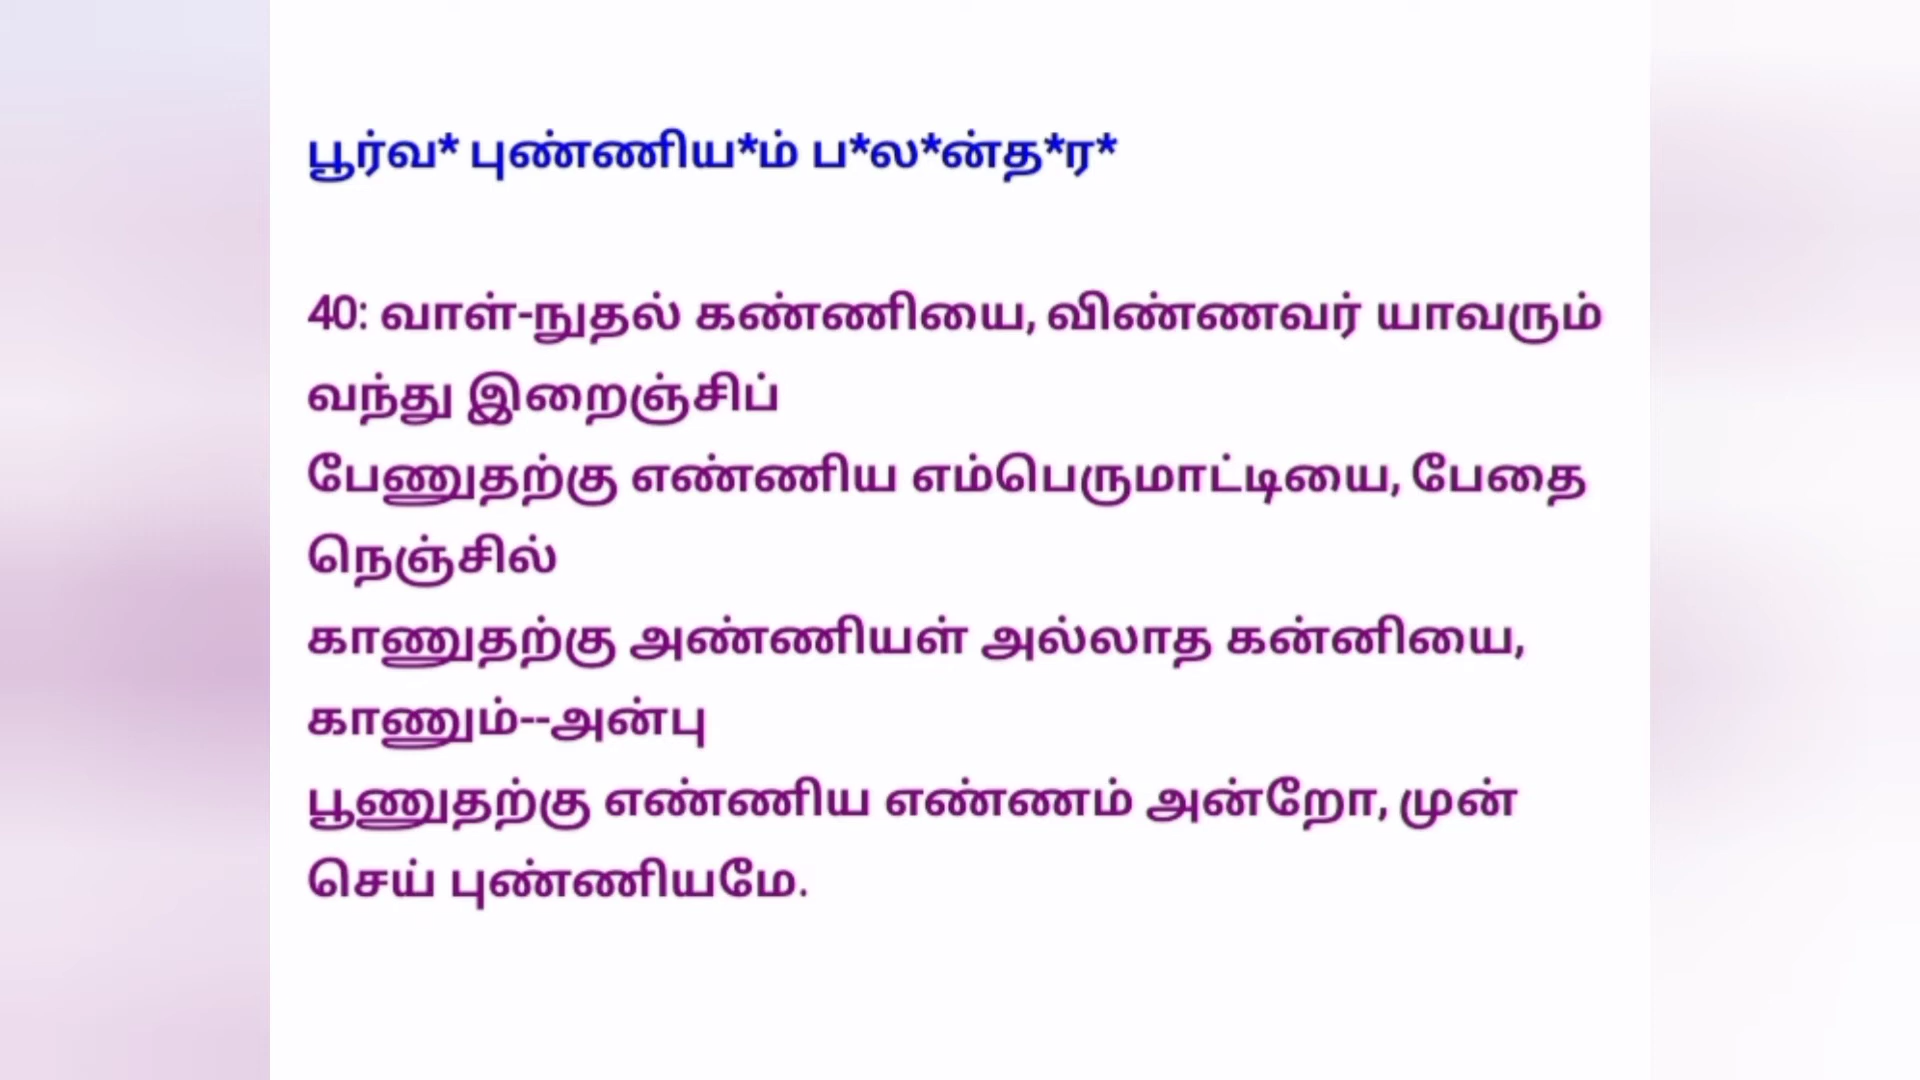 பூர்வ* புண்ணிய*ம் ப*ல*ன்த*ர*
40: வாள்-நுதல் கண்ணியை, விண்ணவர் யாவரும்
வந்து இறைஞ்சிப்
பேணுதற்கு எண்ணிய எம்பெருமாட்டியை, பேதை
நெஞ்சில்
காணுதற்கு அண்ணியள் அல்லாத கன்னியை,
காணும்--அன்பு
பூணுதற்கு எண்ணிய எண்ணம் அன்றோ, முன்
செய் புண்ணியமே.